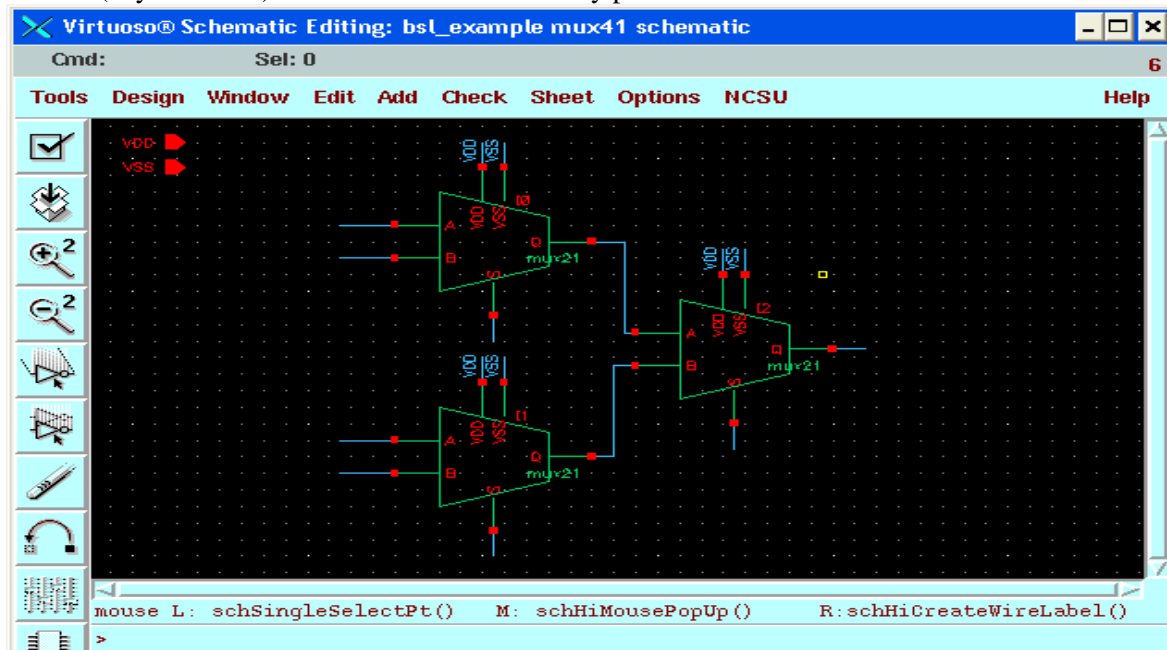 Virtuoso® Schematic Editing: bsl_example mux41 schematic
Cmd: Sel: 0
6
Tools Design Window Edit Add Check Sheet Options NCSU Help
VDD
VSS
VDD VSS
I0
A VDD VSS
Q
B mux21
S
VDD VSS
I2
A VDD VSS
Q
B mux21
S
VDD VSS
I1
A VDD VSS
Q
B mux21
S
2
2
mouse L: schSingleSelectPt() M: schHiMousePopUp() R:schHiCreateWireLabel()
>